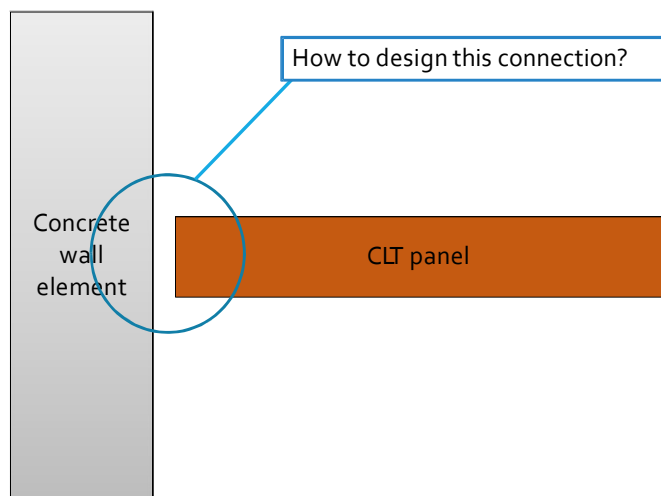 How to design this connection?
Concrete
wall
element
CLT panel